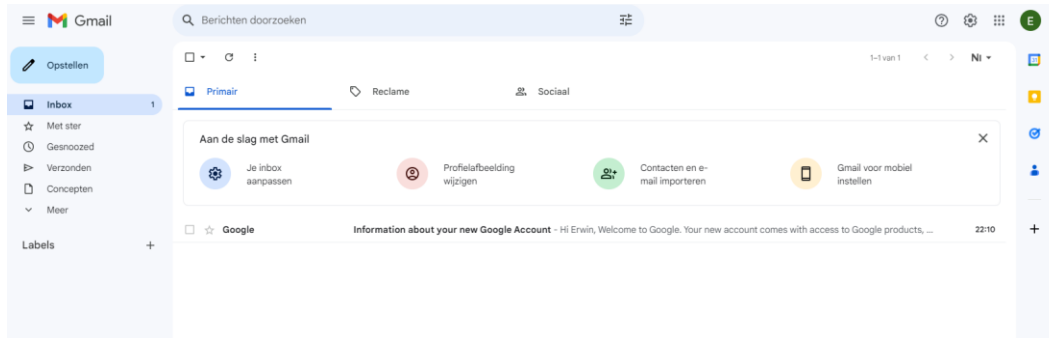 Gmail
Berichten doorzoeken
E
Opstellen
1–1 van 1
Nl
Inbox 1
Met ster
Gesnoozed
Verzonden
Concepten
Meer
Labels
Primair
Reclame
Sociaal
Aan de slag met Gmail
Je inbox
aanpassen
Profielafbeelding
wijzigen
Contacten en e-
mail importeren
Gmail voor mobiel
instellen
Google Information about your new Google Account - Hi Erwin, Welcome to Google. Your new account comes with access to Google products, ... 22:10